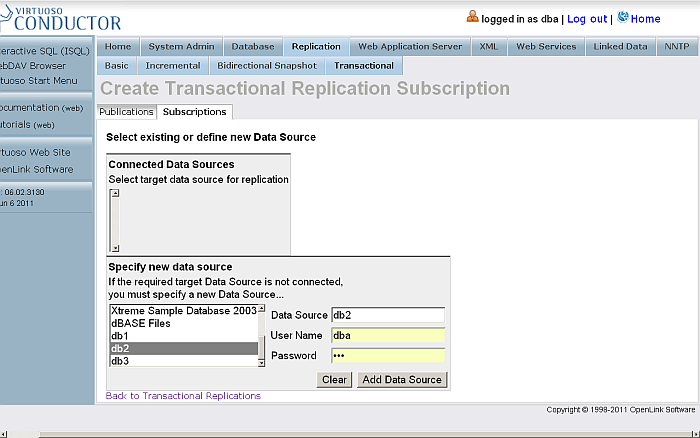 VIRTUOSO
CONDUCTOR
logged in as dba | Log out | Home
teractive SQL (ISQL)
ebDAV Browser
rtuoso Start Menu
ocumentation (web)
utorials (web)
rtuoso Web Site
penLink Software
: 06.02.3130
un 6 2011
Home System Admin Database Replication Web Application Server XML Web Services Linked Data NNTP
Basic Incremental Bidirectional Snapshot Transactional
Create Transactional Replication Subscription
Publications Subscriptions
Select existing or define new Data Source
Connected Data Sources
Select target data source for replication
Specify new data source
If the required target Data Source is not connected,
you must specify a new Data Source...
Xtreme Sample Database 2003
dBASE Files
db1
db2
db3
Data Source db2
User Name dba
Password •••
Clear Add Data Source
Back to Transactional Replications
Copyright © 1998-2011 OpenLink Software